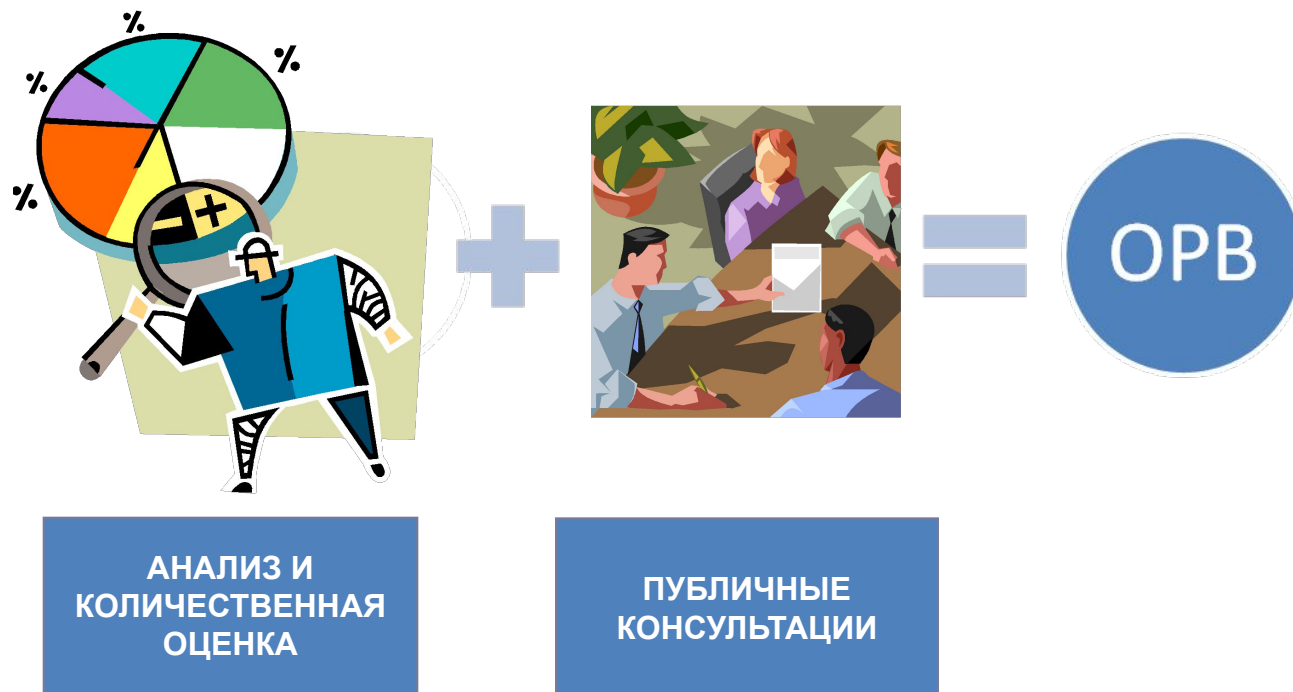 %
%
%
%
ОРВ
АНАЛИЗ И
КОЛИЧЕСТВЕННАЯ
ОЦЕНКА
ПУБЛИЧНЫЕ
КОНСУЛЬТАЦИИ